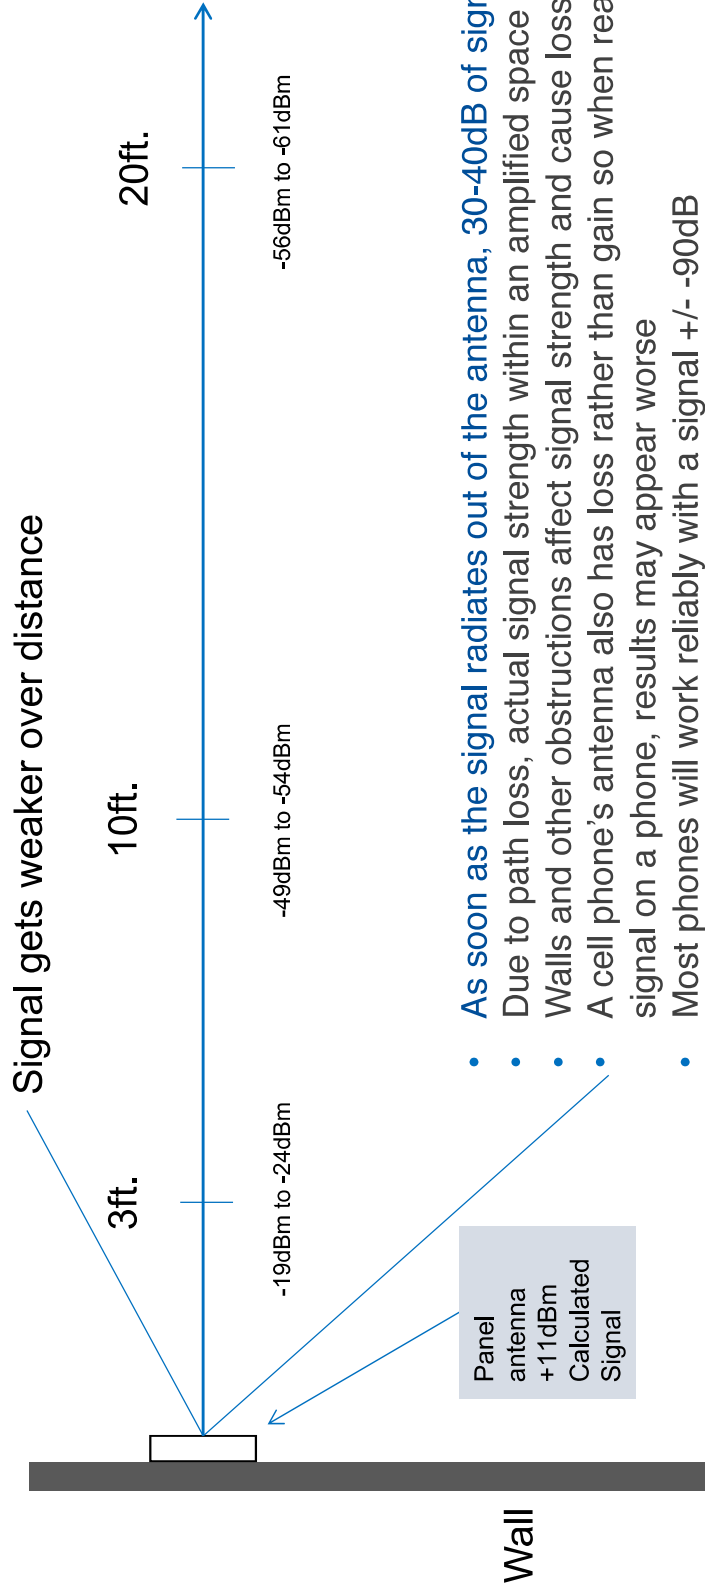 Signal gets weaker over distance
3ft.
10ft.
20ft.
-19dBm to -24dBm
-49dBm to -54dBm
-56dBm to -61dBm
Panel
antenna
+11dBm
Calculated
Signal
Wall
• As soon as the signal radiates out of the antenna, 30-40dB of
• Due to path loss, actual signal strength within an amplified space
• Walls and other obstructions affect signal strength and cause loss
• A cell phone’s antenna also has loss rather than gain so when
signal on a phone, results may appear worse
• Most phones will work reliably with a signal +/- -90dB